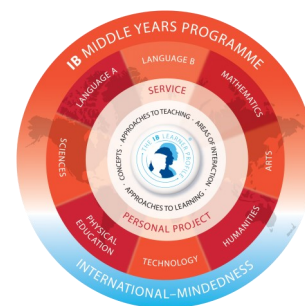 IB MIDDLE YEARS PROGRAMME
LANGUAGE A
LANGUAGE B
MATHEMATICS
SCIENCES
ARTS
PHYSICAL
EDUCATION
TECHNOLOGY
HUMANITIES
SERVICE
PERSONAL PROJECT
CONCEPTS · APPROACHES TO TEACHING · AREAS OF INTERACTION · APPROACHES TO LEARNING ·
THE IB LEARNER PROFILE
INTERNATIONAL–MINDEDNESS